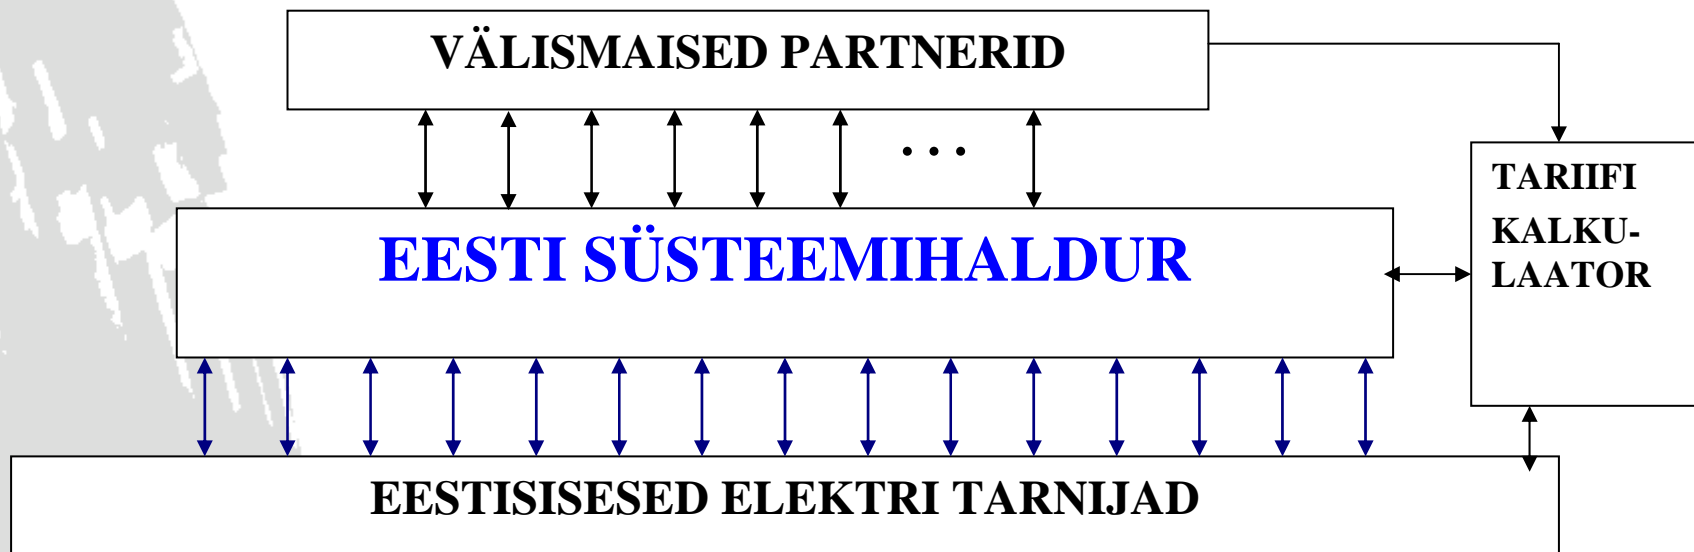 VÄLISMAISED PARTNERID
. . .
TARIIFI
KALKU-
LAATOR
EESTI SÜSTEEMIHALDUR
EESTISISESED ELEKTRI TARNIJAD